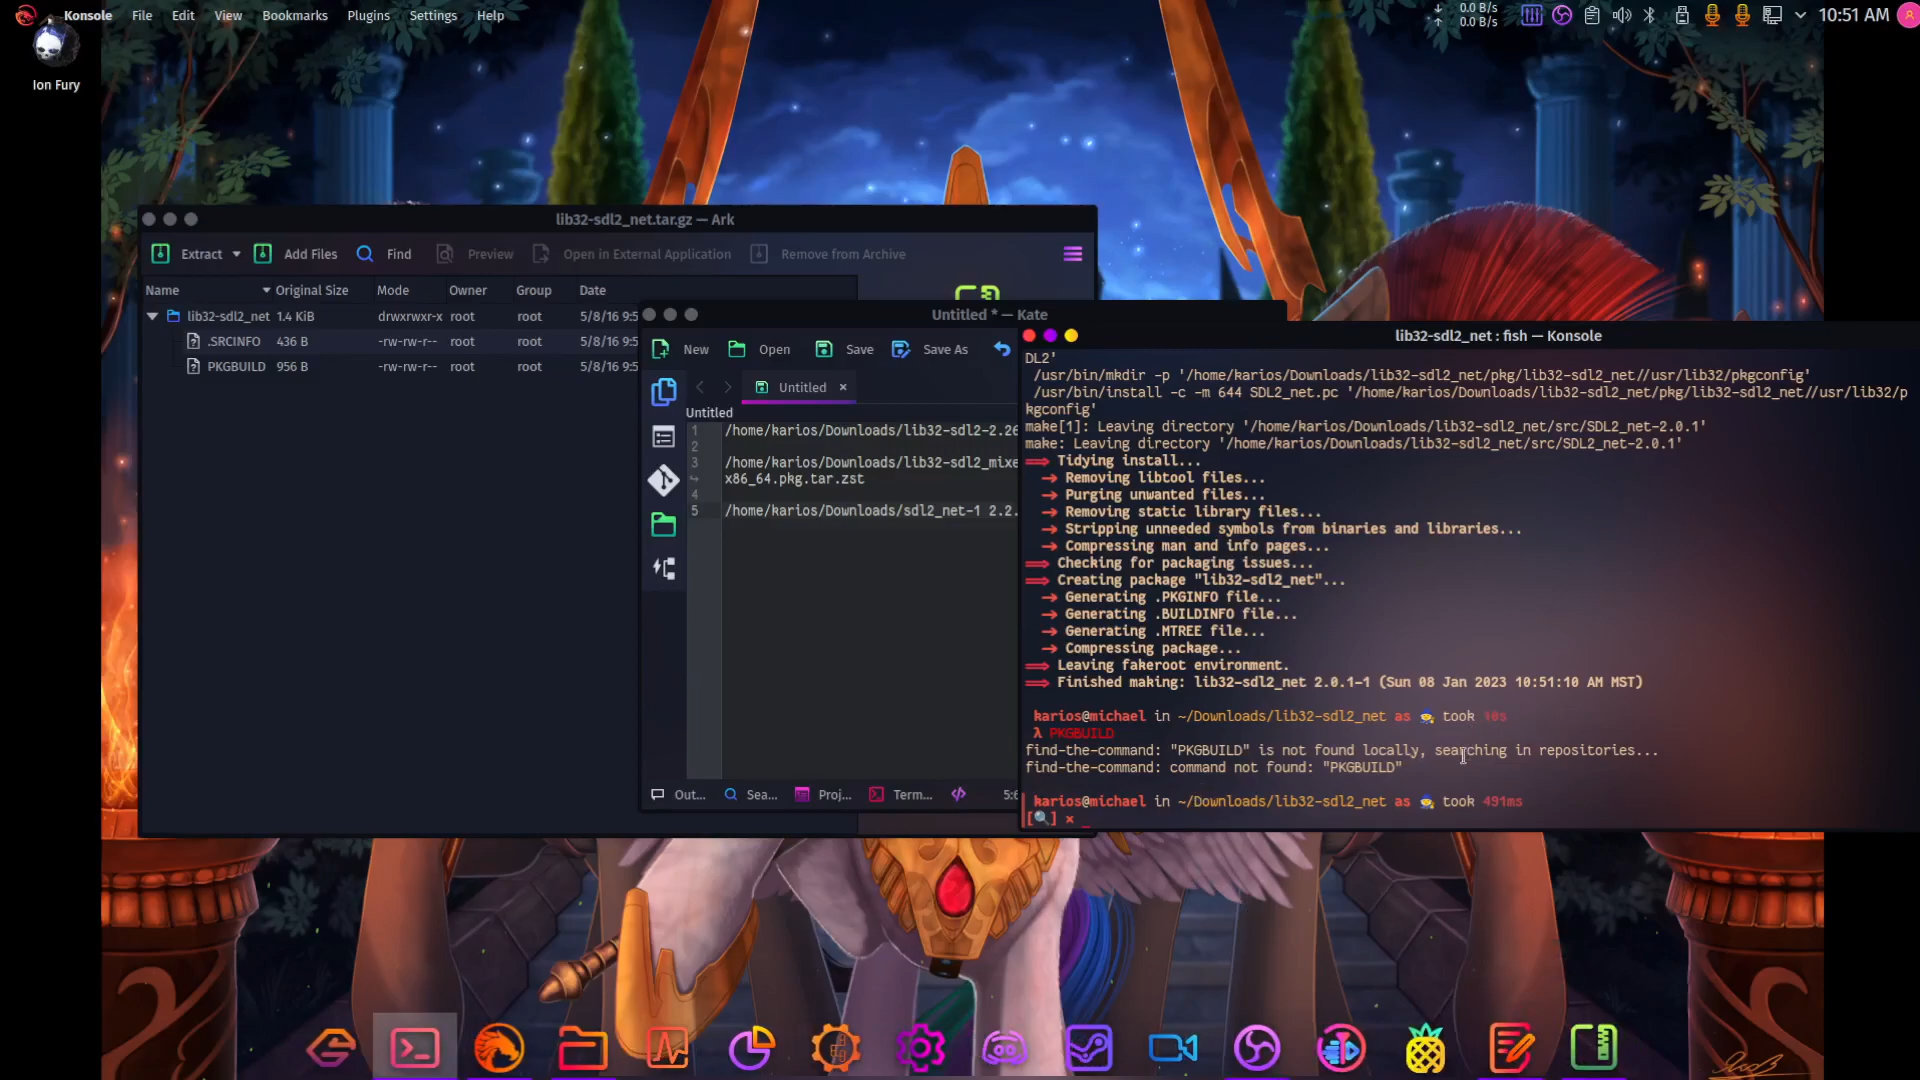 Konsole File Edit View Bookmarks Plugins Settings Help
0.0 B/s
0.0 B/s
10:51 AM
Ion Fury
lib32-sdl2_net.tar.gz — Ark
Extract Add Files Find Preview Open in External Application Remove from Archive
Name Original Size Mode Owner Group Date
lib32-sdl2_net 1.4 KiB drwxrwxr-x root root 5/8/16 9:5
.SRCINFO 436 B -rw-rw-r-- root root 5/8/16 9:5
PKGBUILD 956 B -rw-rw-r-- root root 5/8/16 9:5
Untitled * — Kate
New Open Save Save As
Untitled
Untitled
1 /home/karios/Downloads/lib32-sdl2-2.26
2
3 /home/karios/Downloads/lib32-sdl2_mixe
x86_64.pkg.tar.zst
4
5 /home/karios/Downloads/sdl2_net-1 2.2.
Out... Sea... Proj... Term... 5:6
lib32-sdl2_net : fish — Konsole
DL2'
/usr/bin/mkdir -p '/home/karios/Downloads/lib32-sdl2_net/pkg/lib32-sdl2_net//usr/lib/pkgconfig'
/usr/bin/install -c -m 644 SDL2_net.pc '/home/karios/Downloads/lib32-sdl2_net/pkg/lib32-sdl2_net//usr/lib32/p
kgconfig'
make[1]: Leaving directory '/home/karios/Downloads/lib32-sdl2_net/src/SDL2_net-2.0.1'
make: Leaving directory '/home/karios/Downloads/lib32-sdl2_net/src/SDL2_net-2.0.1'
==> Tidying install...
-> Removing libtool files...
-> Purging unwanted files...
-> Removing static library files...
-> Stripping unneeded symbols from binaries and libraries...
-> Compressing man and info pages...
==> Checking for packaging issues...
==> Creating package "lib32-sdl2_net"...
-> Generating .PKGINFO file...
-> Generating .BUILDINFO file...
-> Generating .MTREE file...
-> Compressing package...
==> Leaving fakeroot environment.
==> Finished making: lib32-sdl2_net 2.0.1-1 (Sun 08 Jan 2023 10:51:10 AM MST)
karios@michael in ~/Downloads/lib32-sdl2_net as 🧙 took
λ PKGBUILD
find-the-command: "PKGBUILD" is not found locally, searching in repositories...
find-the-command: command not found: "PKGBUILD"
karios@michael in ~/Downloads/lib32-sdl2_net as 🧙 took 491ms
[🔍] × _